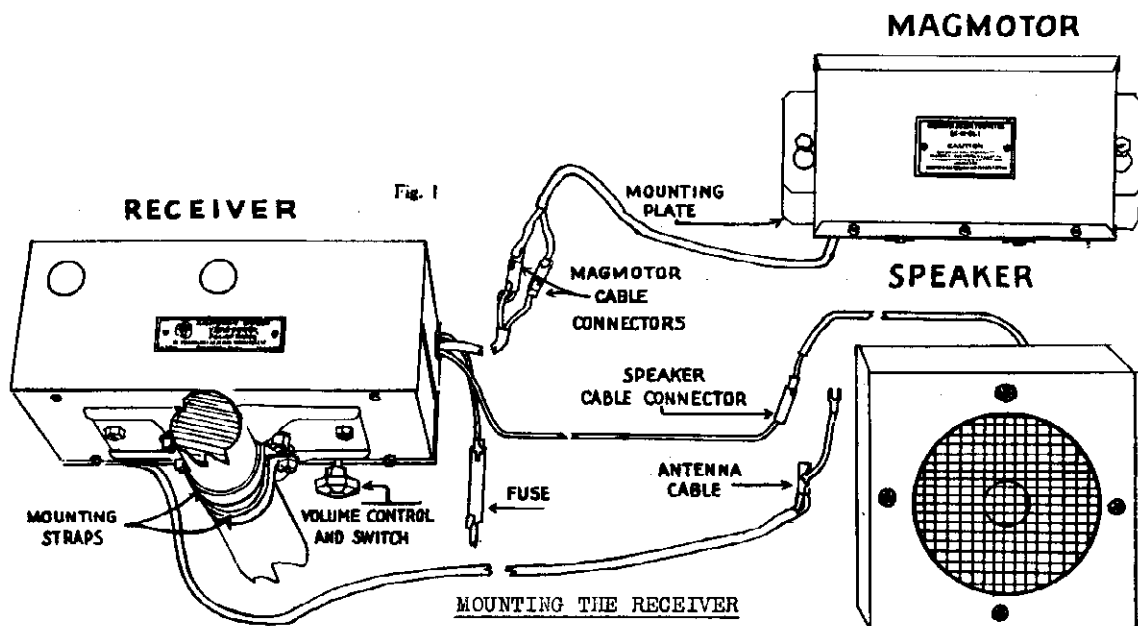 MAGMOTOR
CAUTION
Fig. 1
RECEIVER
MOUNTING
PLATE
MAGMOTOR
CABLE
CONNECTORS
SPEAKER
SPEAKER
CABLE CONNECTOR
ANTENNA
CABLE
FUSE
MOUNTING
STRAPS
VOLUME CONTROL
AND SWITCH
MOUNTING THE RECEIVER